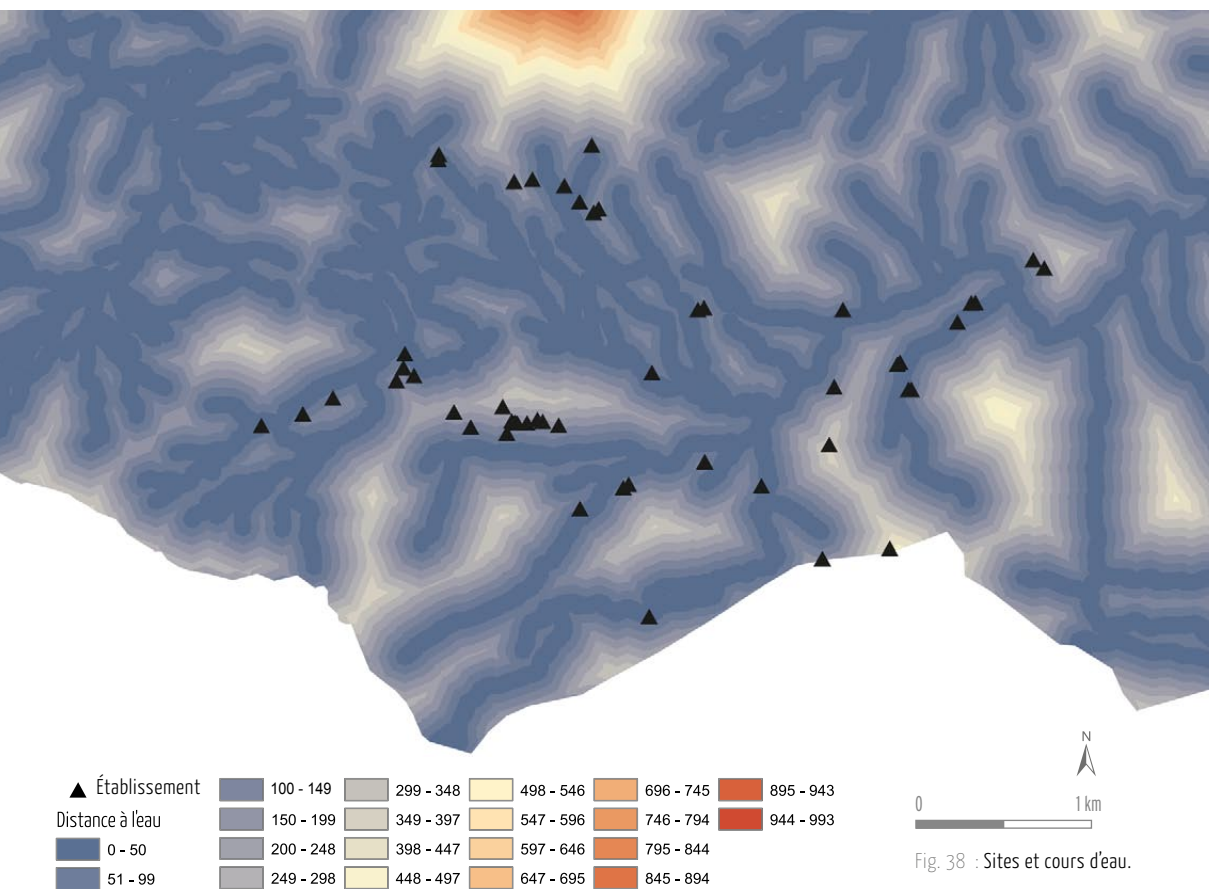 N
Établissement
Distance à l'eau
0 - 50
51 - 99
100 - 149
150 - 199
200 - 248
249 - 298
299 - 348
349 - 397
398 - 447
448 - 497
498 - 546
547 - 596
597 - 646
647 - 695
696 - 745
746 - 794
795 - 844
845 - 894
895 - 943
944 - 993
0 1 km
Fig. 38 : Sites et cours d'eau.